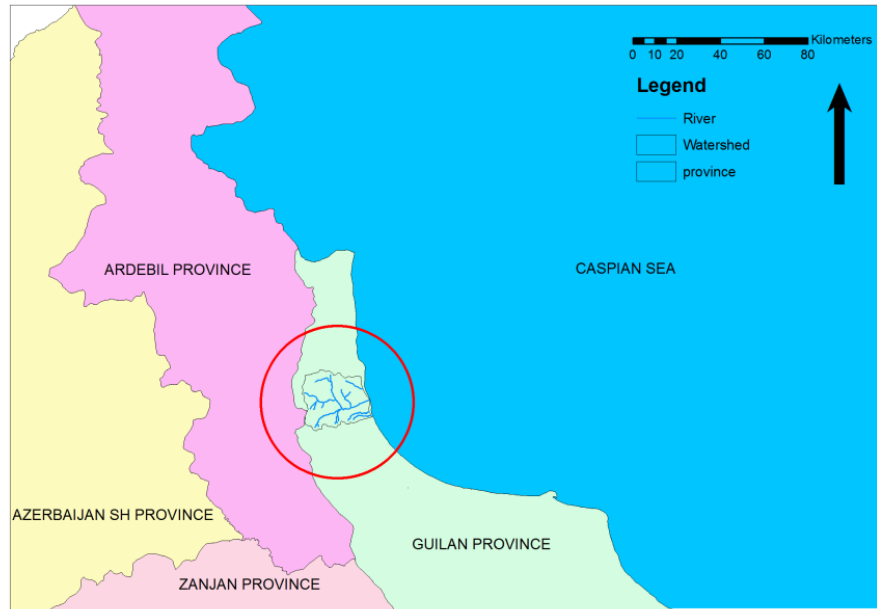 Kilometers
0 10 20 40 60 80
Legend
River
Watershed
province
ARDEBIL PROVINCE
CASPIAN SEA
AZERBAIJAN SH PROVINCE
GUILAN PROVINCE
ZANJAN PROVINCE